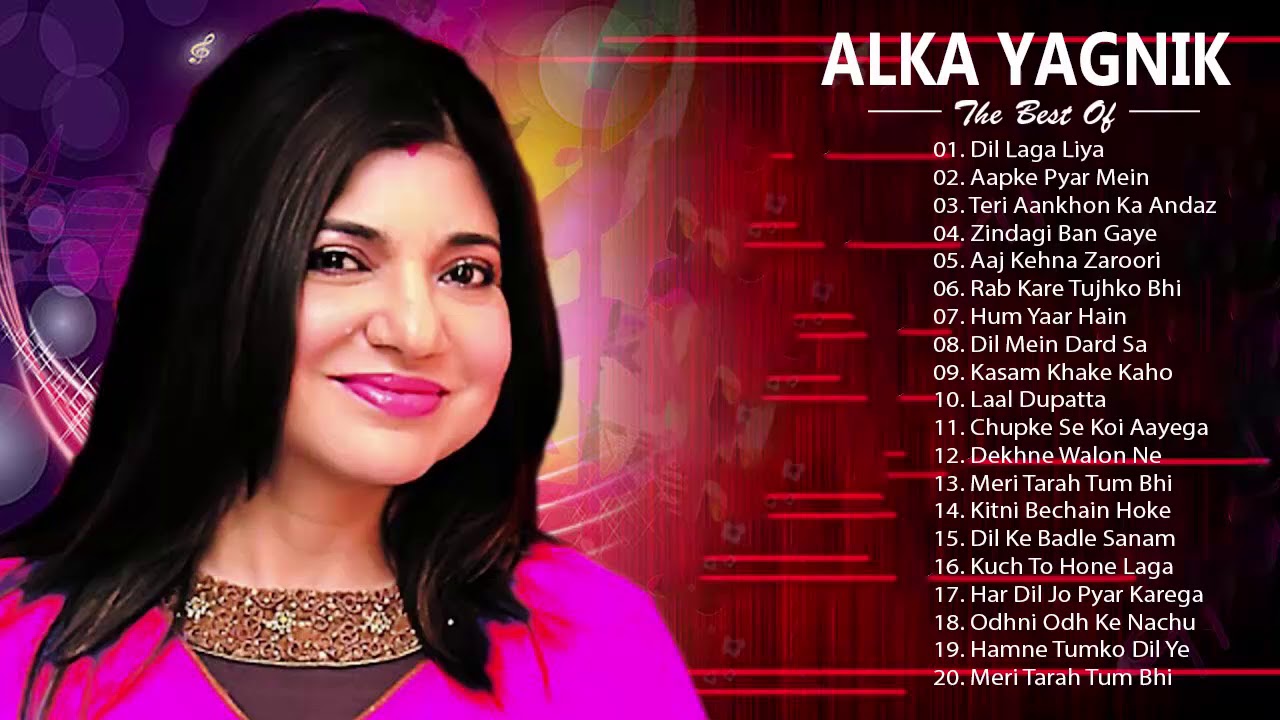 ALKA YAGNIK
The Best Of
01. Dil Laga Liya
02. Aapke Pyar Mein
03. Teri Aankhon Ka Andaz
04. Zindagi Ban Gaye
05. Aaj Kehna Zaroori
06. Rab Kare Tujhko Bhi
07. Hum Yaar Hain
08. Dil Mein Dard Sa
09. Kasam Khake Kaho
10. Laal Dupatta
11. Chupke Se Koi Aayega
12. Dekhne Walon Ne
13. Meri Tarah Tum Bhi
14. Kitni Bechain Hoke
15. Dil Ke Badle Sanam
16. Kuch To Hone Laga
17. Har Dil Jo Pyar Karega
18. Odhni Odh Ke Nachu
19. Hamne Tumko Dil Ye
20. Meri Tarah Tum Bhi